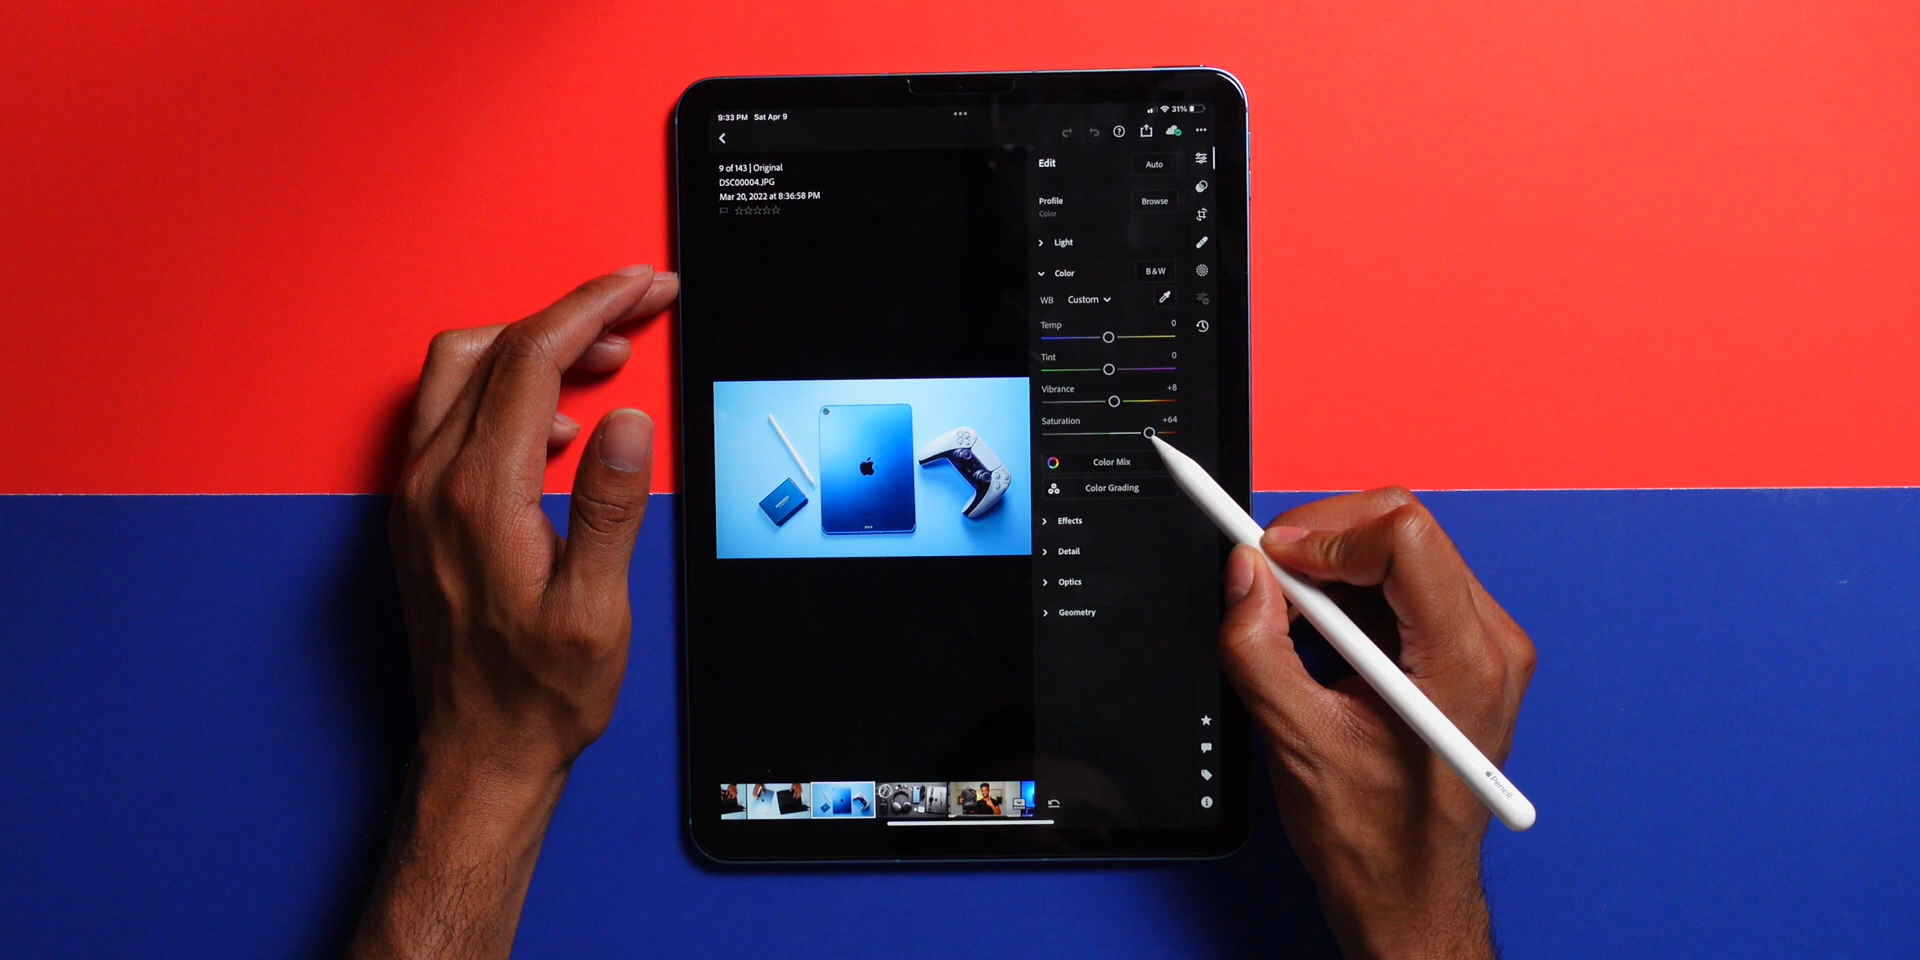 9:33 PM Sat Apr 9
31%
9 of 143 | Original
DSC00004.JPG
Mar 20, 2022 at 8:36:58 PM
Edit
Auto
Profile
Browse
Color
Light
Color
B&W
WB Custom
Temp 0
Tint 0
Vibrance +8
Saturation +64
Color Mix
Color Grading
Effects
Detail
Optics
Geometry
Pencil